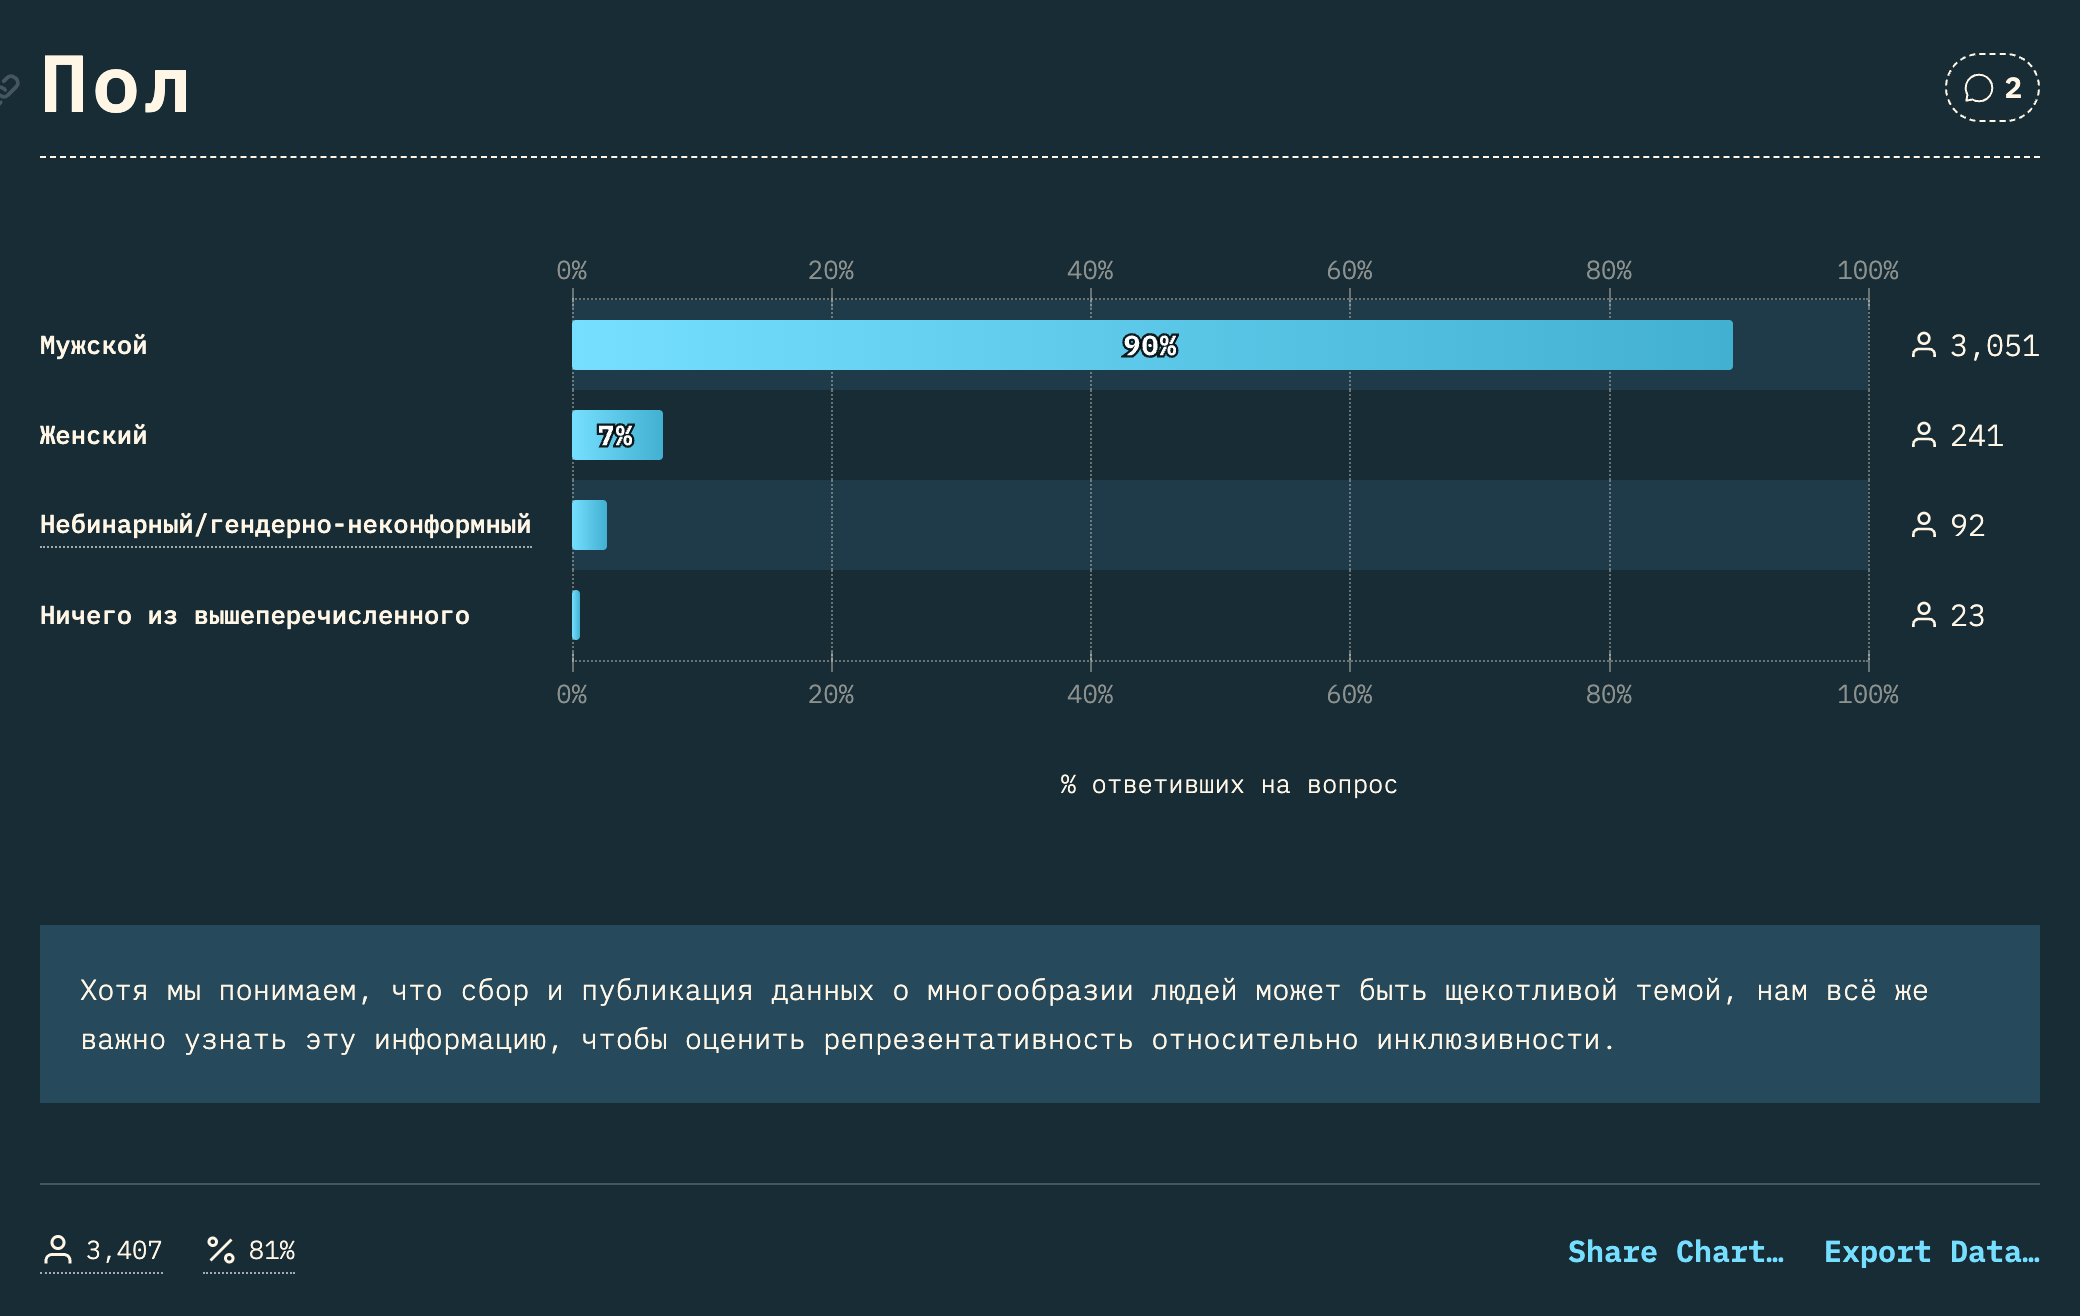 Пол
2
0% 20% 40% 60% 80% 100%
Мужской 90% 3,051
Женский 7% 241
Небинарный/гендерно-неконформный 92
Ничего из вышеперечисленного 23
0% 20% 40% 60% 80% 100%
% ответивших на вопрос
Хотя мы понимаем, что сбор и публикация данных о многообразии людей может быть щекотливой темой, нам всё же
важно узнать эту информацию, чтобы оценить репрезентативность относительно инклюзивности.
3,407 81% Share Chart… Export Data…